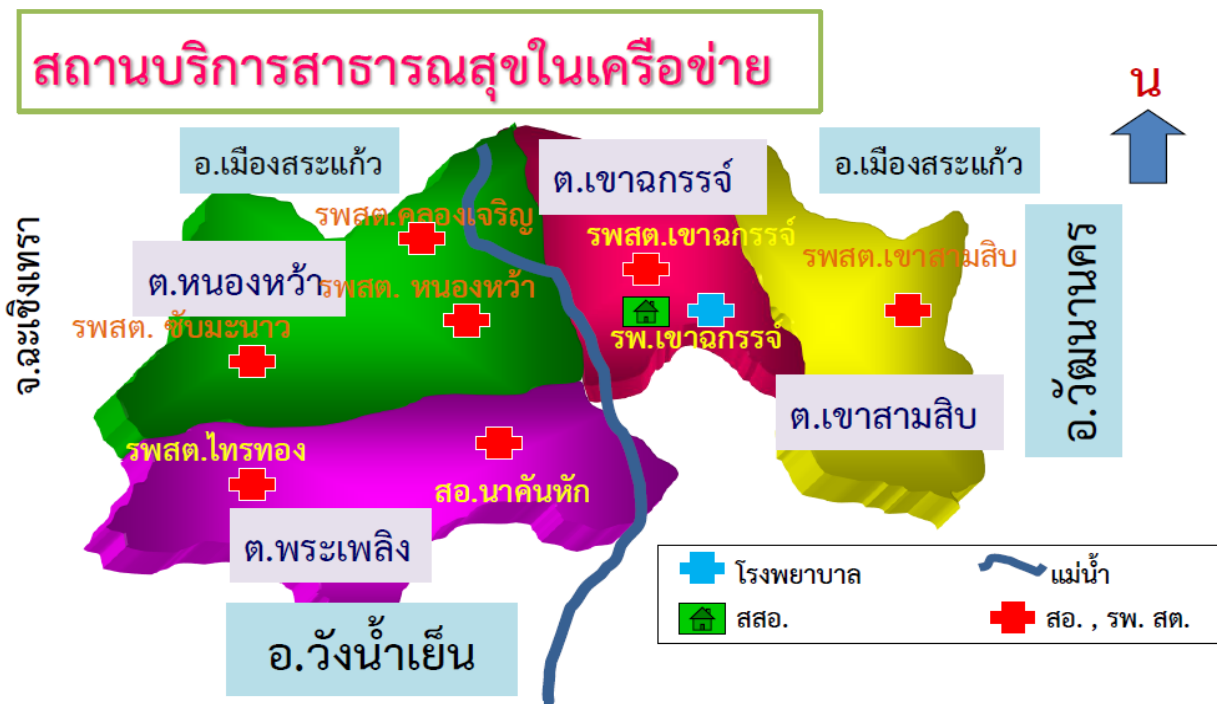 สถานบริการสาธารณสุขในเครือข่าย
น
อ.เมืองสระแก้ว
ต.เขาฉกรรจ์
อ.เมืองสระแก้ว
รพสต.คลองเจริญ
รพสต.เขาฉกรรจ์
รพสต.เขาสามสิบ
จ.ฉะเชิงเทรา
ต.หนองหว้า
รพสต. หนองหว้า
อ.วัฒนานคร
รพสต. ซับมะนาว
รพ.เขาฉกรรจ์
ต.เขาสามสิบ
รพสต.ไทรทอง
สอ.นาคันหัก
ต.พระเพลิง
อ.วังน้ำเย็น
โรงพยาบาล
แม่น้ำ
สสอ.
สอ. , รพ. สต.